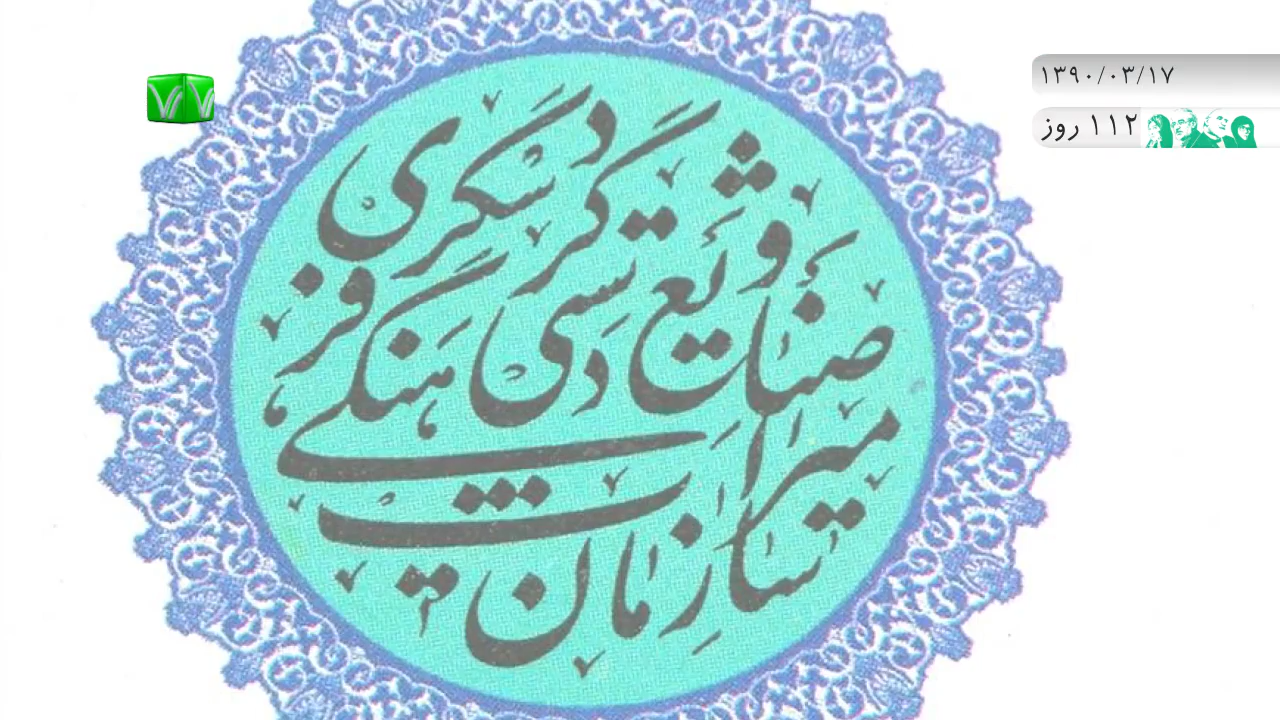 ۱۳۹۰/۰۳/۱۷
۱۱۲ روز
سازمان میراث فرهنگی
صنایع دستی و گردشگری